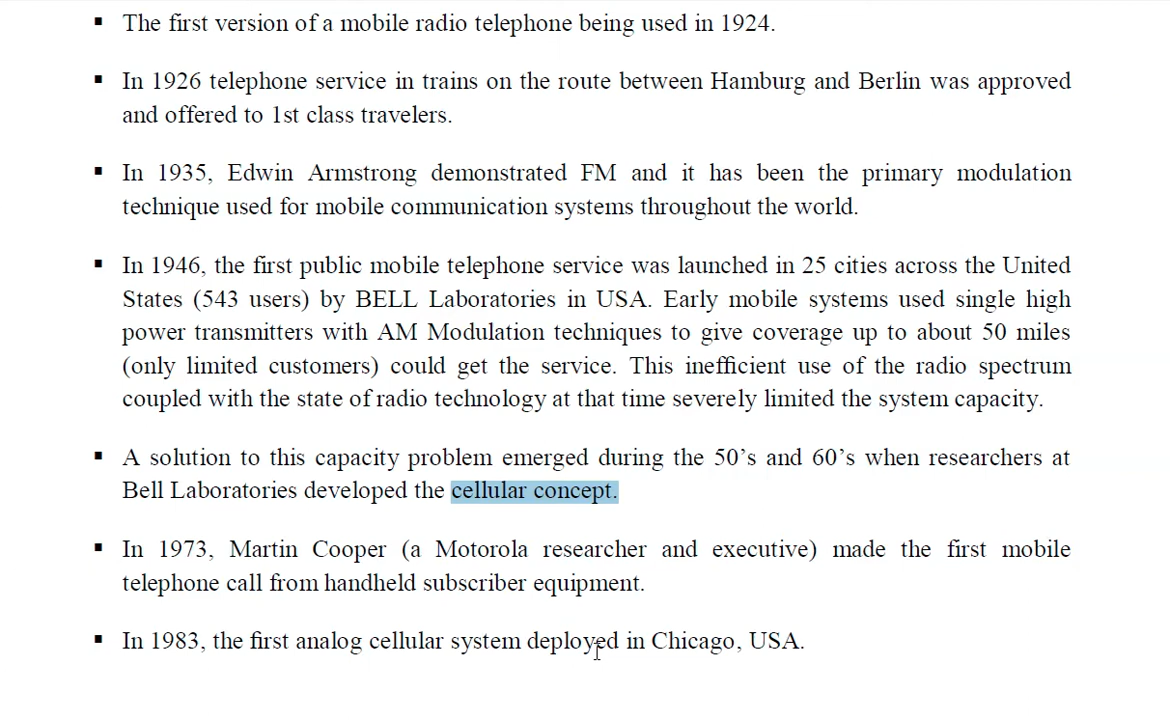 ▪ The first version of a mobile radio telephone being used in 1924.
▪ In 1926 telephone service in trains on the route between Hamburg and Berlin was approved
and offered to 1st class travelers.
▪ In 1935, Edwin Armstrong demonstrated FM and it has been the primary modulation
technique used for mobile communication systems throughout the world.
▪ In 1946, the first public mobile telephone service was launched in 25 cities across the United
States (543 users) by BELL Laboratories in USA. Early mobile systems used single high
power transmitters with AM Modulation techniques to give coverage up to about 50 miles
(only limited customers) could get the service. This inefficient use of the radio spectrum
coupled with the state of radio technology at that time severely limited the system capacity.
▪ A solution to this capacity problem emerged during the 50’s and 60’s when researchers at
Bell Laboratories developed the cellular concept.
▪ In 1973, Martin Cooper (a Motorola researcher and executive) made the first mobile
telephone call from handheld subscriber equipment.
▪ In 1983, the first analog cellular system deployed in Chicago, USA.